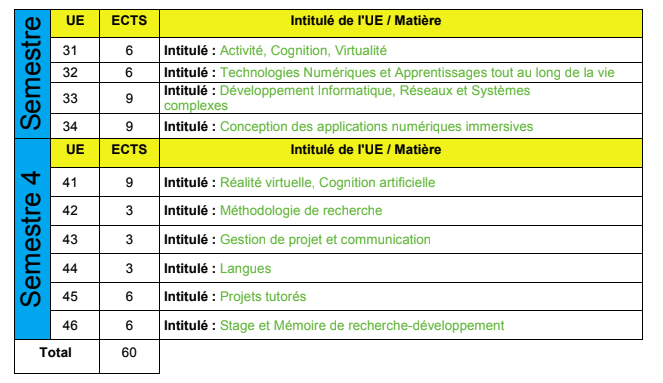 Semestre
UE ECTS Intitulé de l'UE / Matière
31 6 Intitulé : Activité, Cognition, Virtualité
32 6 Intitulé : Technologies Numériques et Apprentissages tout au long de la vie
33 9 Intitulé : Développement Informatique, Réseaux et Systèmes
complexes
34 9 Intitulé : Conception des applications numériques immersives
Semestre 4
UE ECTS Intitulé de l'UE / Matière
41 9 Intitulé : Réalité virtuelle, Cognition artificielle
42 3 Intitulé : Méthodologie de recherche
43 3 Intitulé : Gestion de projet et communication
44 3 Intitulé : Langues
45 6 Intitulé : Projets tutorés
46 6 Intitulé : Stage et Mémoire de recherche-développement
Total 60